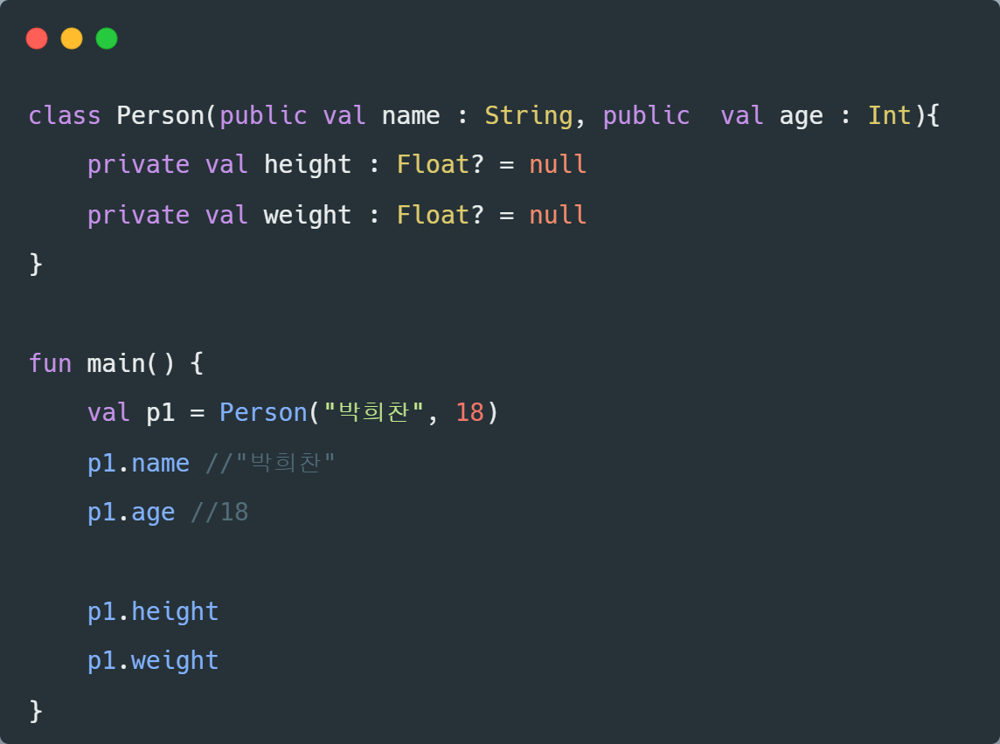 class Person(public val name : String, public  val age : Int){
    private val height : Float? = null
    private val weight : Float? = null
}
fun main() {
    val p1 = Person("박희찬", 18)
    p1.name //"박희찬"
    p1.age //18
    p1.height
    p1.weight
}